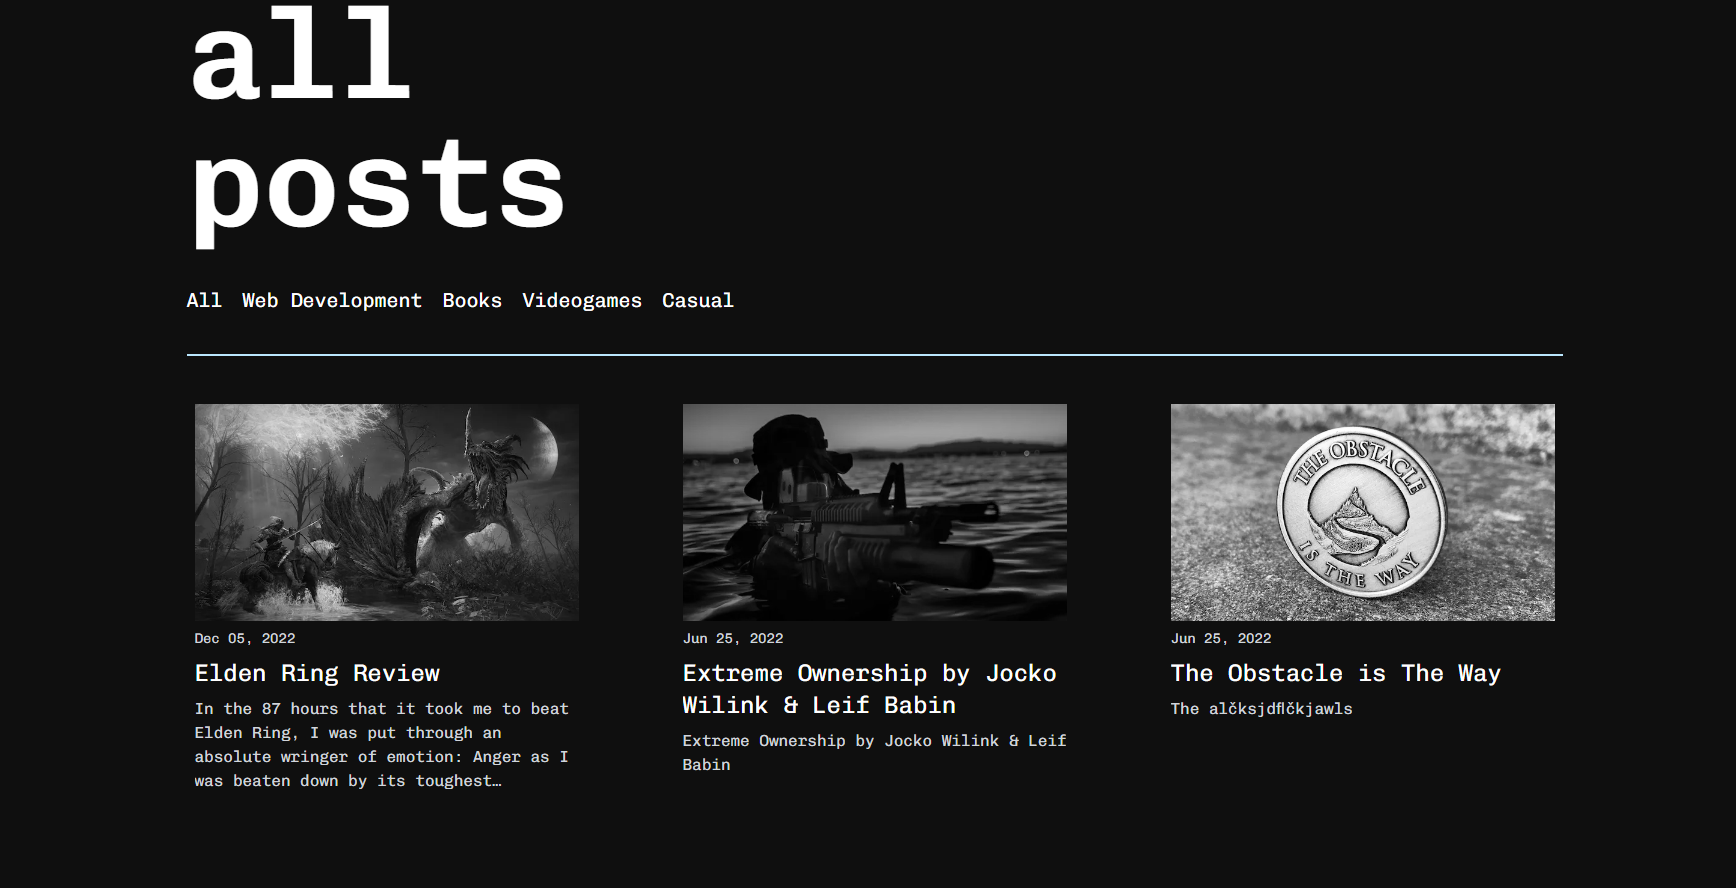 all
posts
All Web Development Books Videogames Casual
THE OBSTACLE
IS THE WAY
Dec 05, 2022
Elden Ring Review
In the 87 hours that it took me to beat
Elden Ring, I was put through an
absolute wringer of emotion: Anger as I
was beaten down by its toughest…
Jun 25, 2022
Extreme Ownership by Jocko
Wilink & Leif Babin
Extreme Ownership by Jocko Wilink & Leif
Babin
Jun 25, 2022
The Obstacle is The Way
The alčksjdflčkjawls